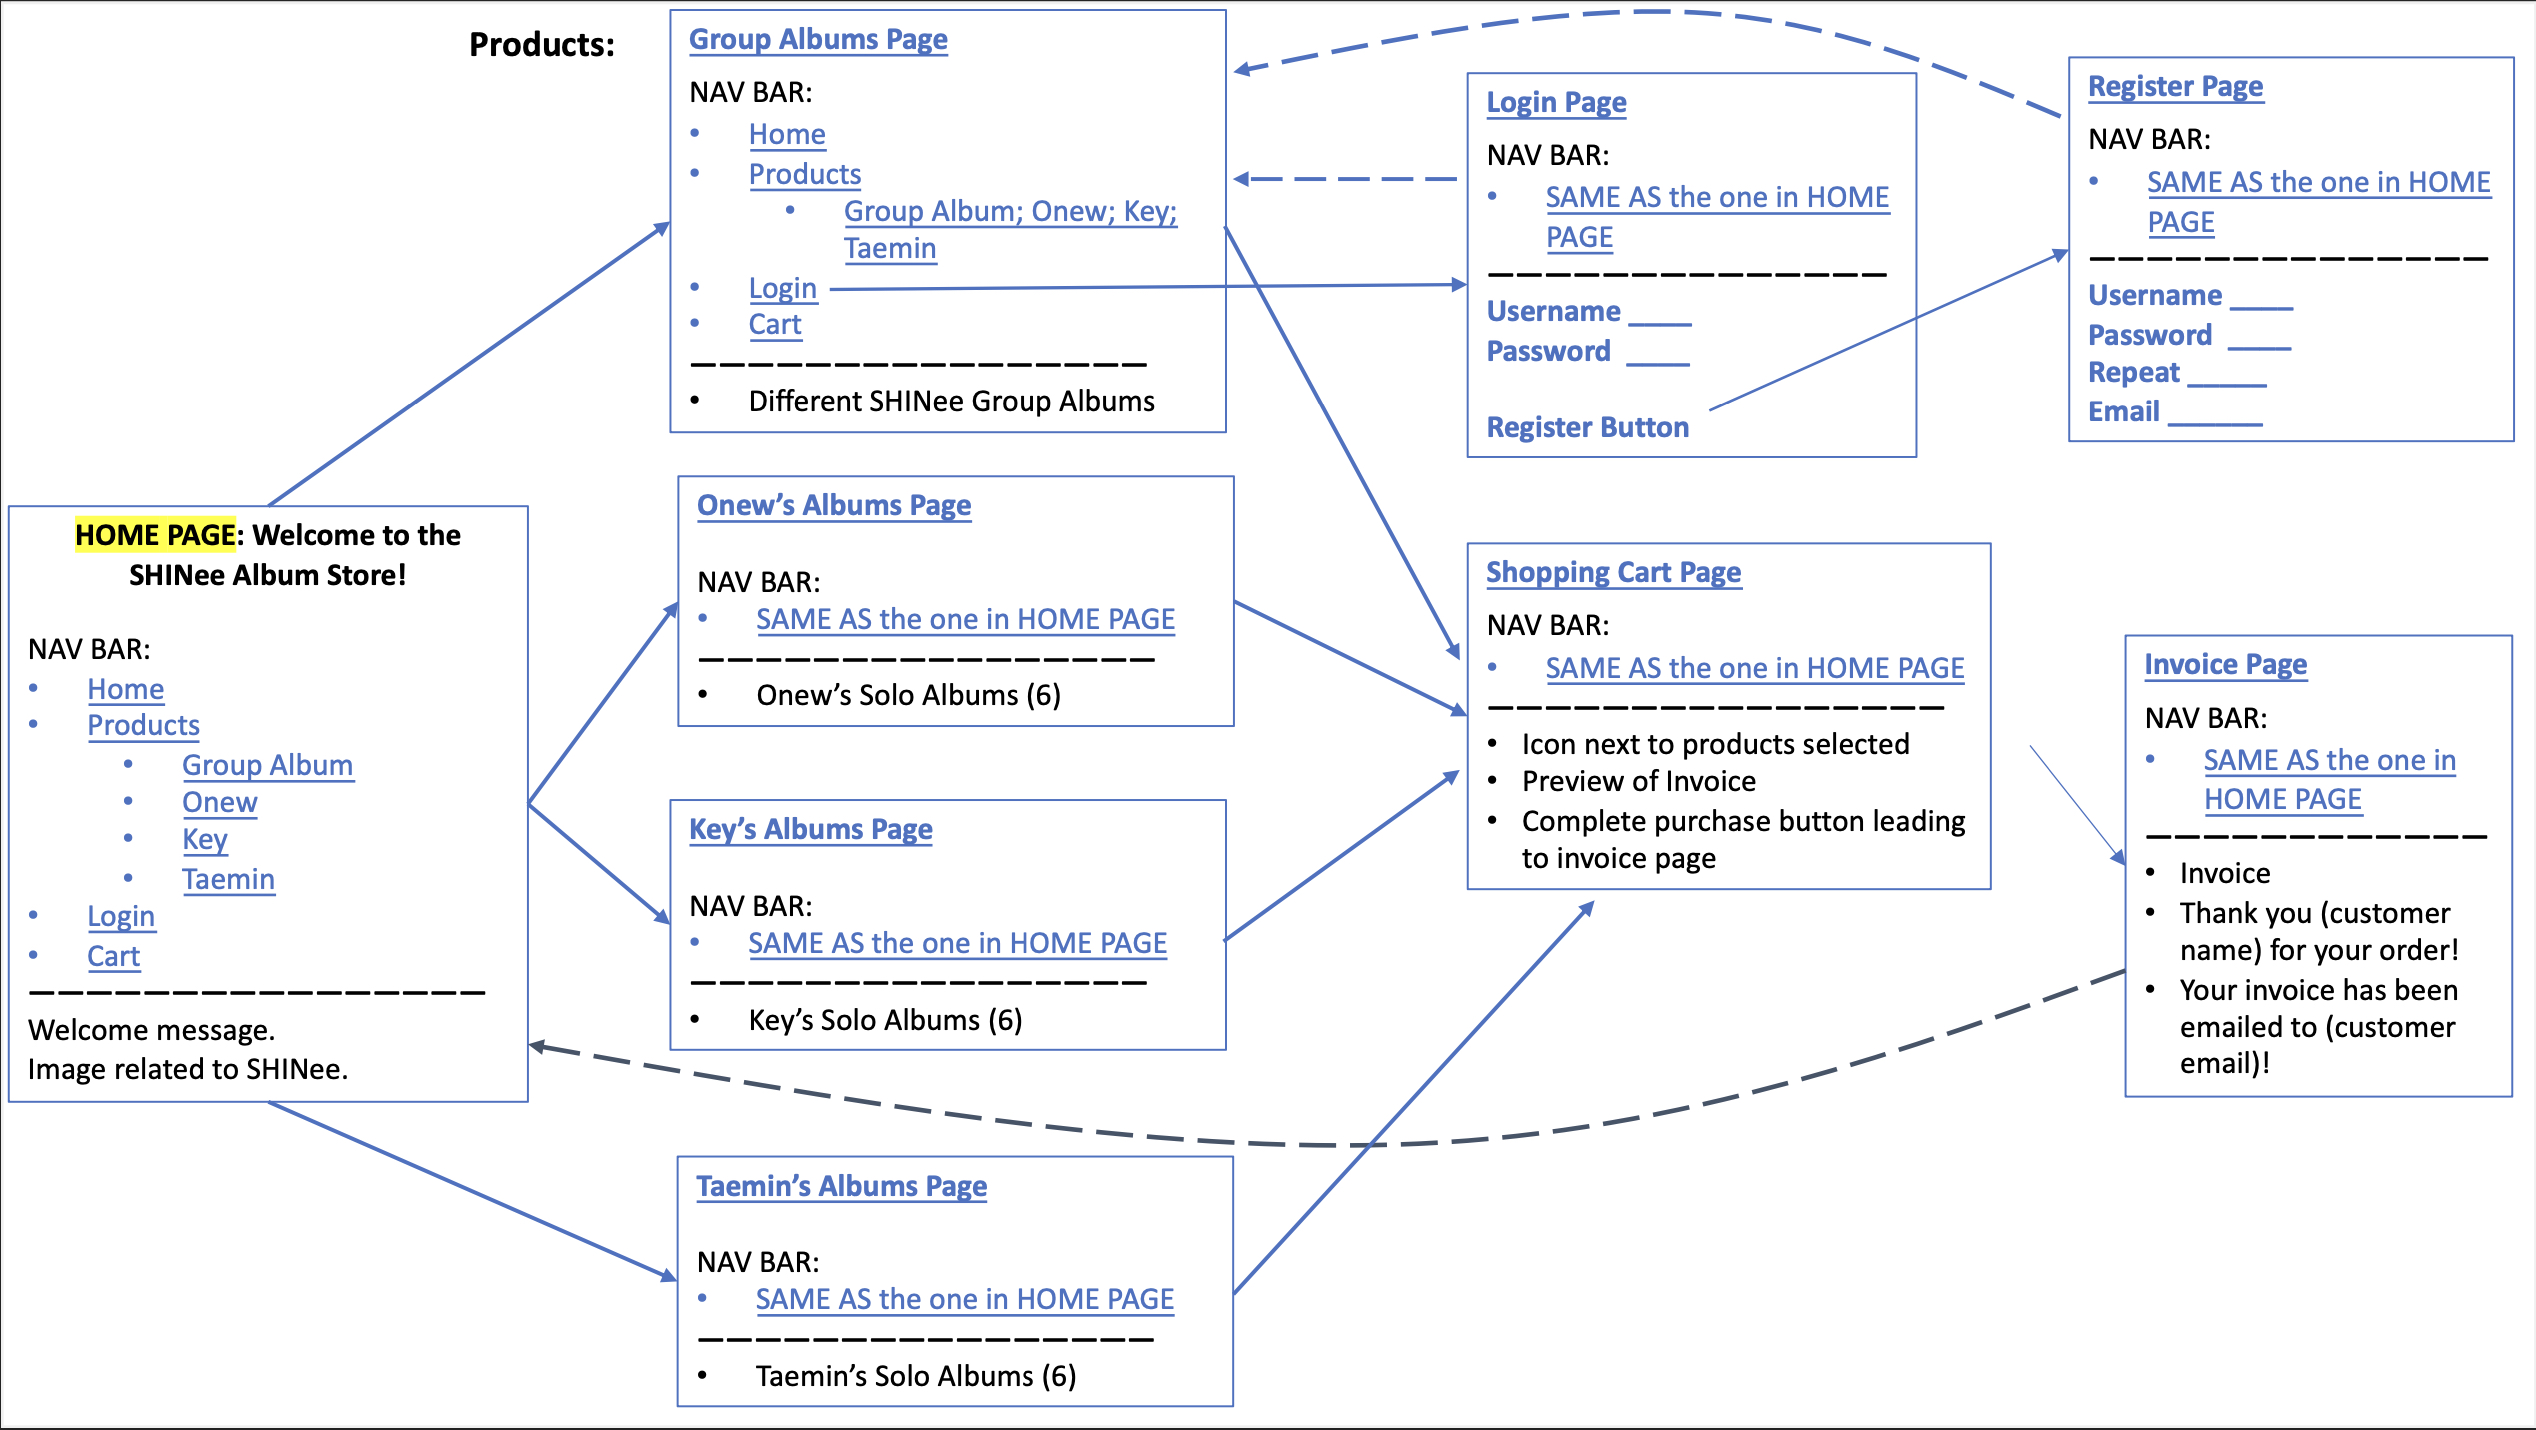 Products:
Group Albums Page
NAV BAR:
• Home
• Products
• Group Album; Onew; Key;
Taemin
• Login
• Cart
• Different SHINee Group Albums
Login Page
NAV BAR:
• SAME AS the one in HOME
PAGE
Username ____
Password ____
Register Button
Register Page
NAV BAR:
• SAME AS the one in HOME
PAGE
Username ____
Password ____
Repeat _____
Email ______
HOME PAGE: Welcome to the
SHINee Album Store!
NAV BAR:
• Home
• Products
• Group Album
• Onew
• Key
• Taemin
• Login
• Cart
Welcome message.
Image related to SHINee.
Onew’s Albums Page
NAV BAR:
• SAME AS the one in HOME PAGE
• Onew’s Solo Albums (6)
Key’s Albums Page
NAV BAR:
• SAME AS the one in HOME PAGE
• Key’s Solo Albums (6)
Taemin’s Albums Page
NAV BAR:
• SAME AS the one in HOME PAGE
• Taemin’s Solo Albums (6)
Shopping Cart Page
NAV BAR:
• SAME AS the one in HOME PAGE
• Icon next to products selected
• Preview of Invoice
• Complete purchase button leading
to invoice page
Invoice Page
NAV BAR:
• SAME AS the one in
HOME PAGE
• Invoice
• Thank you (customer
name) for your order!
• Your invoice has been
emailed to (customer
email)!